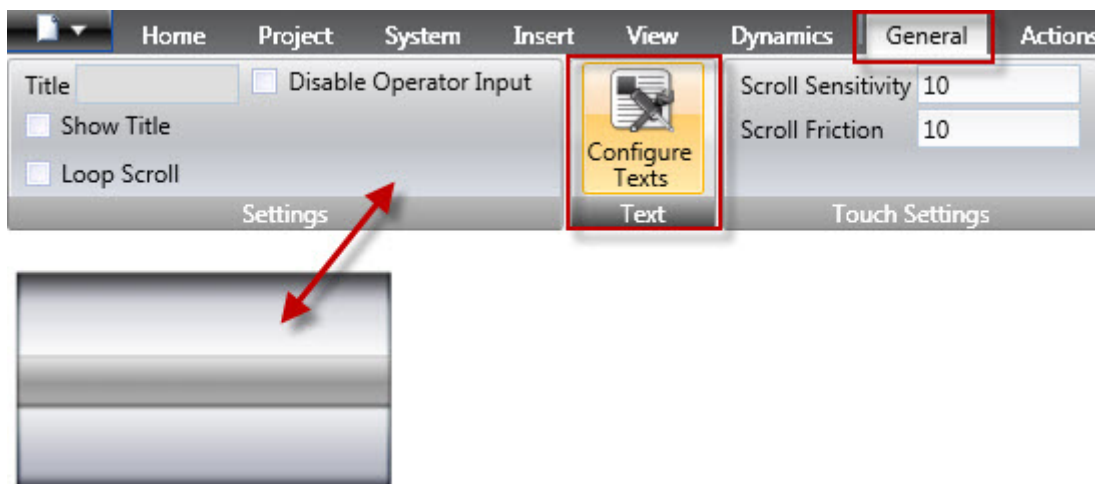 Home Project System Insert View Dynamics General Actions
Title Disable Operator Input
Show Title
Loop Scroll
Settings
Configure
Texts
Text
Scroll Sensitivity 10
Scroll Friction 10
Touch Settings